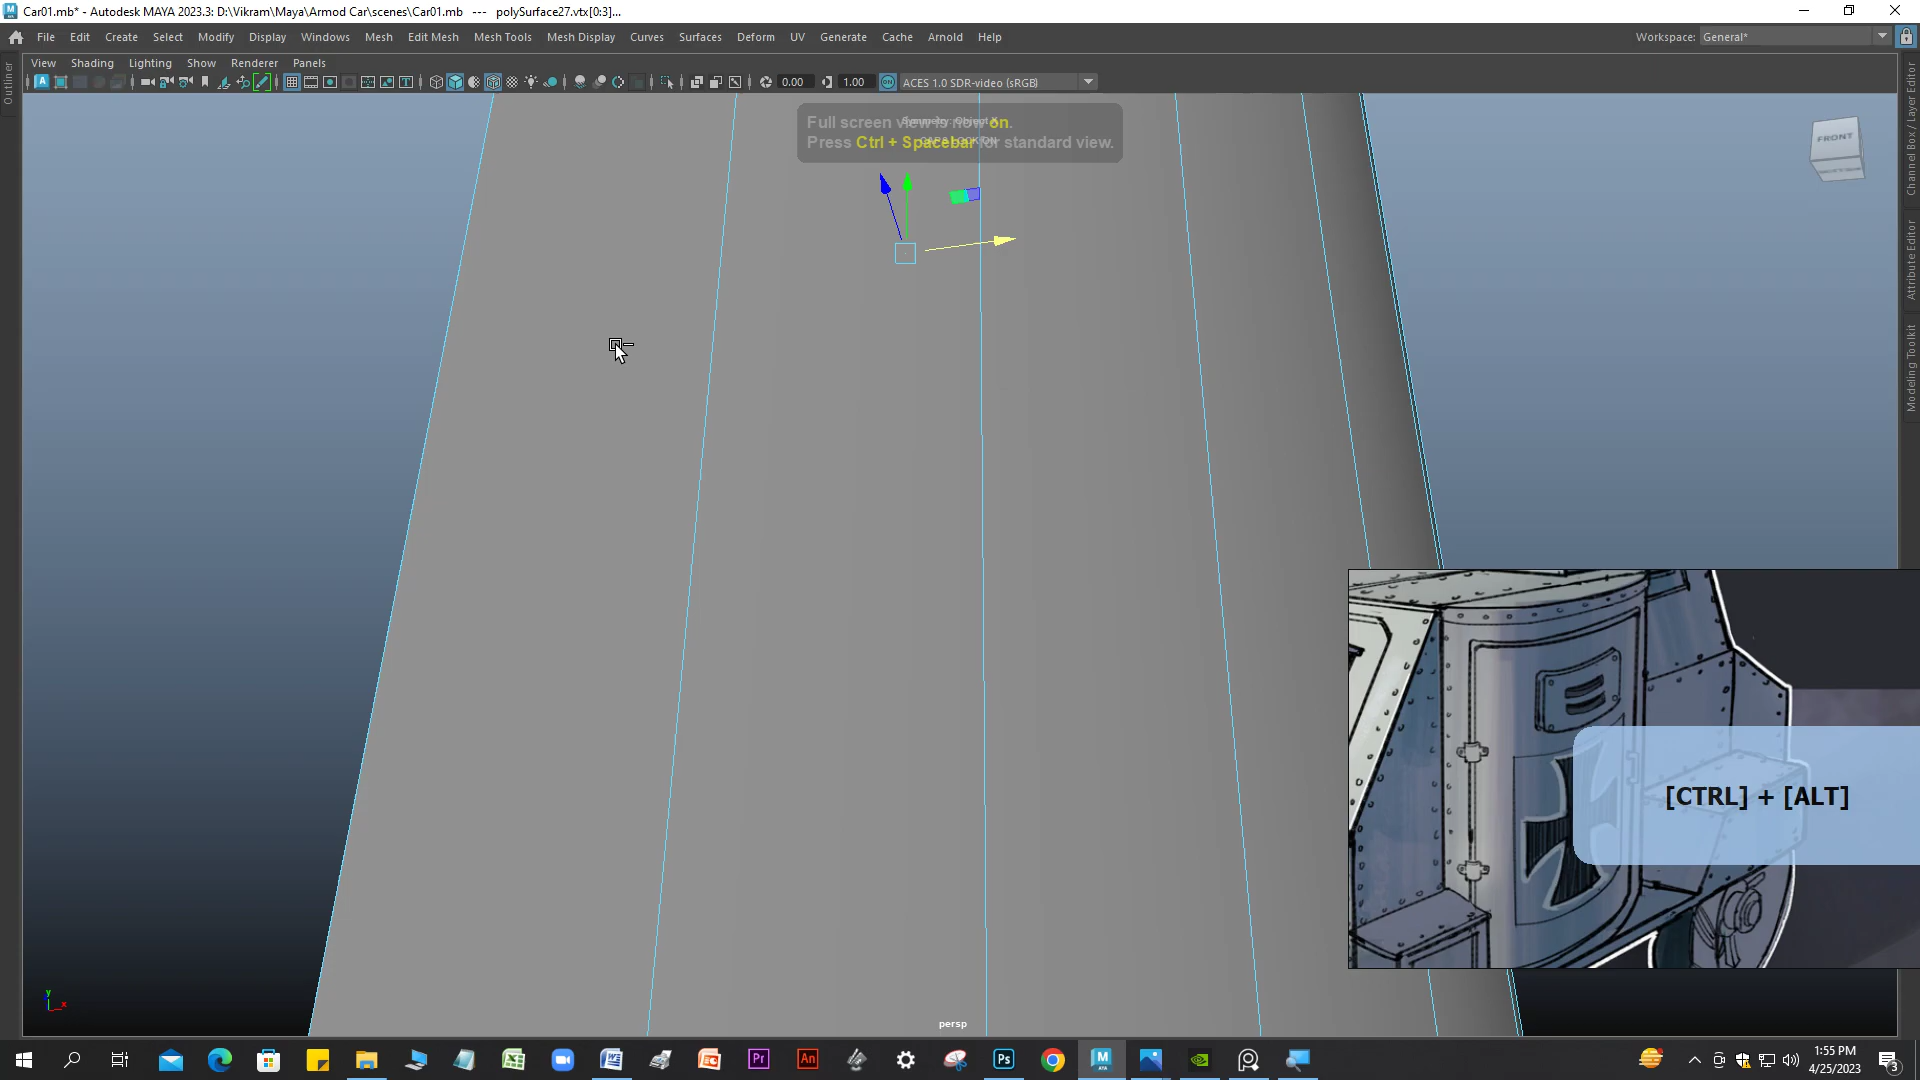 Car01.mb* - Autodesk MAYA 2023.3: D:\Vikram\Maya\Armod Car\scenes\Car01.mb --- polySurface27.vtx[0:3]...
File Edit Create Select Modify Display Windows Mesh Edit Mesh Mesh Tools Mesh Display Curves Surfaces Deform UV Generate Cache Arnold Help
Workspace: General*
View Shading Lighting Show Renderer Panels
0.00 1.00 ACES 1.0 SDR-video (sRGB)
Full screen view is now on.
Press Ctrl + Spacebar for standard view.
Symmetry: Object X
FRONT
BOTTOM
Outliner
Channel Box / Layer Editor
Attribute Editor
Modeling Toolkit
[CTRL] + [ALT]
y
x
persp
1:55 PM
4/25/2023
3